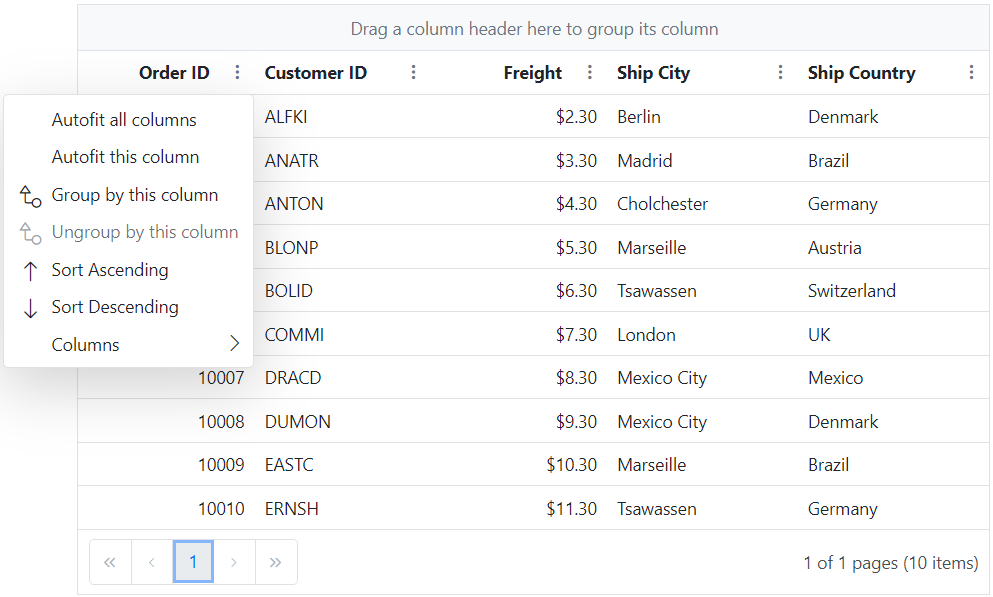 Drag a column header here to group its column
Order ID Customer ID Freight Ship City Ship Country
Autofit all columns
Autofit this column
Group by this column
Ungroup by this column
Sort Ascending
Sort Descending
Columns
ALFKI $2.30 Berlin Denmark
ANATR $3.30 Madrid Brazil
ANTON $4.30 Cholchester Germany
BLONP $5.30 Marseille Austria
BOLID $6.30 Tsawassen Switzerland
COMMI $7.30 London UK
10007 DRACD $8.30 Mexico City Mexico
10008 DUMON $9.30 Mexico City Denmark
10009 EASTC $10.30 Marseille Brazil
10010 ERNSH $11.30 Tsawassen Germany
1 1 of 1 pages (10 items)